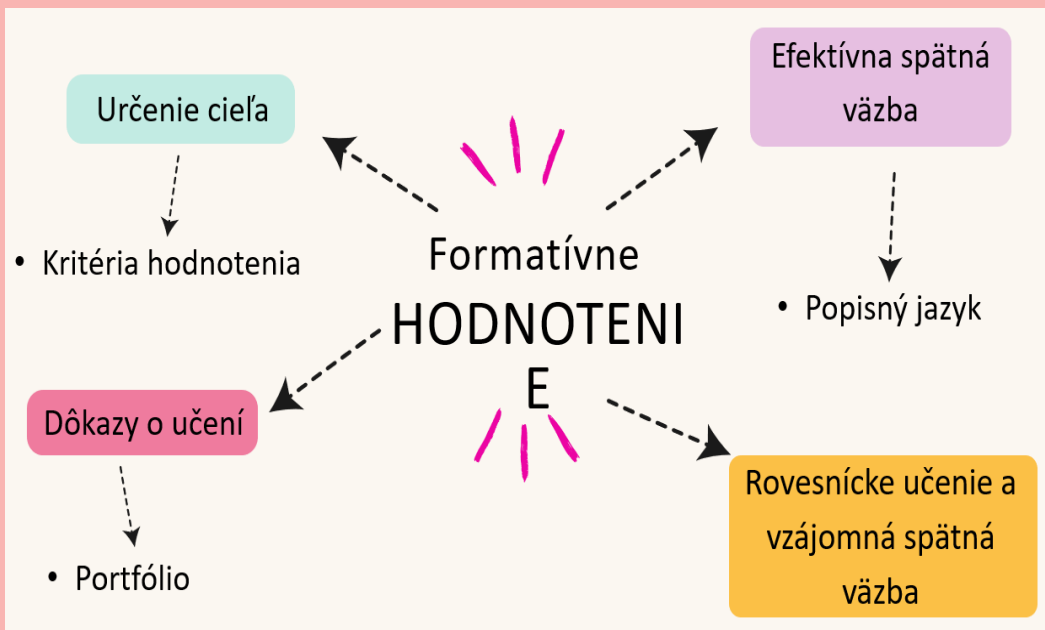 Určenie cieľa
• Kritéria hodnotenia
Efektívna spätná
väzba
• Popisný jazyk
Formatívne
HODNOTENI
E
Dôkazy o učení
• Portfólio
Rovesnícke učenie a
vzájomná spätná
väzba